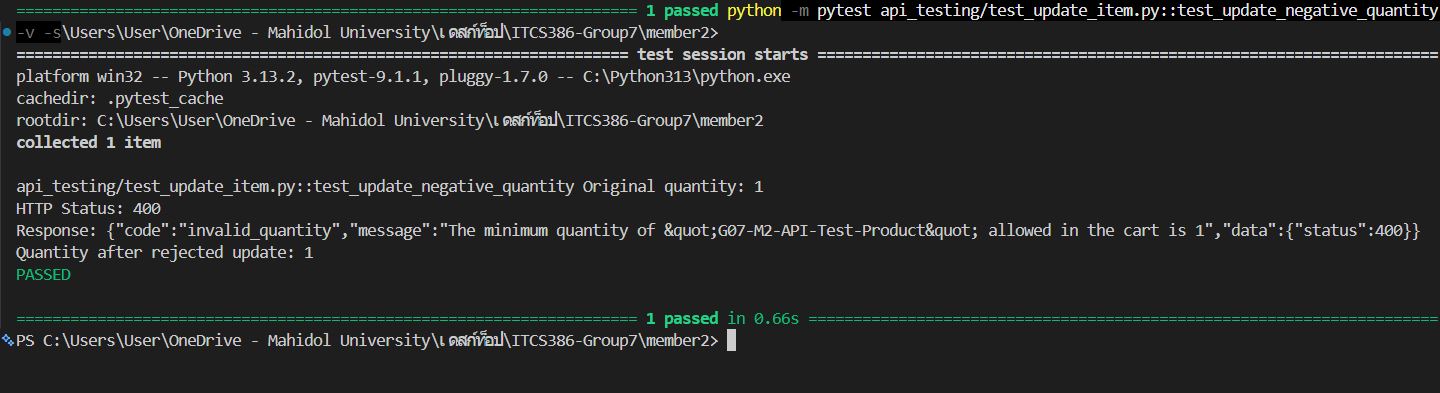 ===================================================================== 1 passed python -m pytest api_testing/test_update_item.py::test_update_negative_quantity
-v -s\Users\User\OneDrive - Mahidol University\เดสก์ท็อป\ITCS386-Group7\member2>
==================================================================== test session starts =====================================================================
platform win32 -- Python 3.13.2, pytest-9.1.1, pluggy-1.7.0 -- C:\Python313\python.exe
cachedir: .pytest_cache
rootdir: C:\Users\User\OneDrive - Mahidol University\เดสก์ท็อป\ITCS386-Group7\member2
collected 1 item
api_testing/test_update_item.py::test_update_negative_quantity Original quantity: 1
HTTP Status: 400
Response: {"code":"invalid_quantity","message":"The minimum quantity of &quot;G07-M2-API-Test-Product&quot; allowed in the cart is 1","data":{"status":400}}
Quantity after rejected update: 1
PASSED
===================================================================== 1 passed in 0.66s ======================================================================
PS C:\Users\User\OneDrive - Mahidol University\เดสก์ท็อป\ITCS386-Group7\member2>